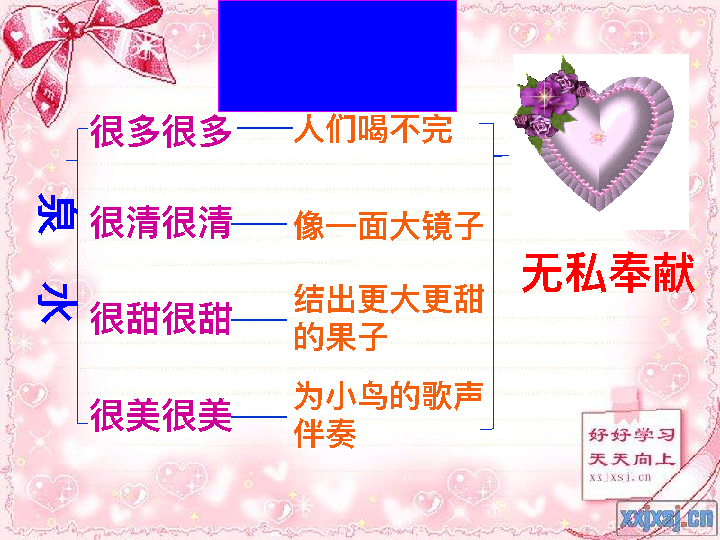 泉水
很多很多
人们喝不完
很清很清
像一面大镜子
很甜很甜
结出更大更甜
的果子
很美很美
为小鸟的歌声
伴奏
无私奉献
好好学习
天天向上
xxjxsj.cn
xxjxsj.cn